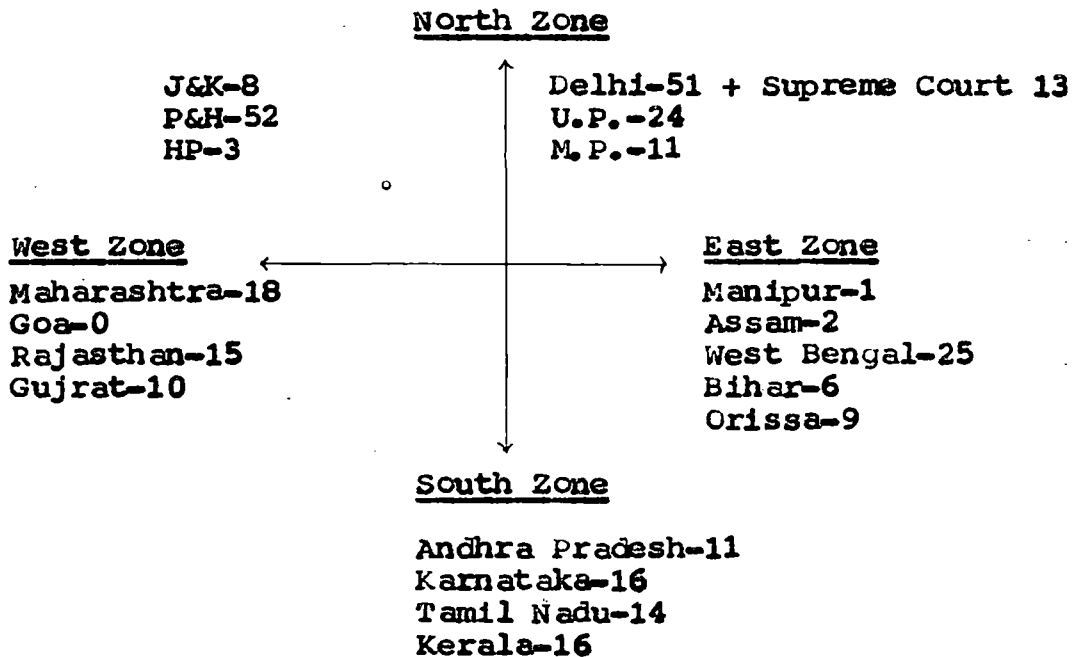 North Zone
J&K-8
P&H-52
HP-3
Delhi-51 + Supreme Court 13
U.P.-24
M.P.-11
West Zone
Maharashtra-18
Goa-0
Rajasthan-15
Gujrat-10
East Zone
Manipur-1
Assam-2
West Bengal-25
Bihar-6
Orissa-9
South Zone
Andhra Pradesh-11
Karnataka-16
Tamil Nadu-14
Kerala-16